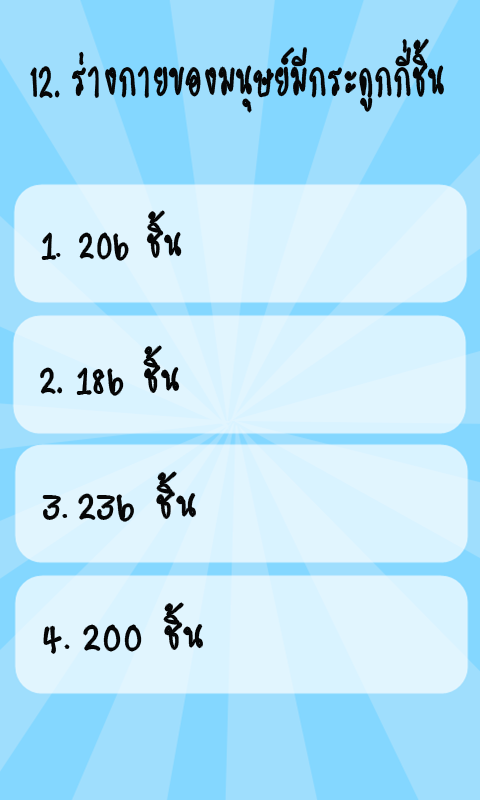 12. ร่างกายของมนุษย์มีกระดูกกี่ชิ้น
1. 206 ชิ้น
2. 186 ชิ้น
3. 236 ชิ้น
4. 200 ชิ้น